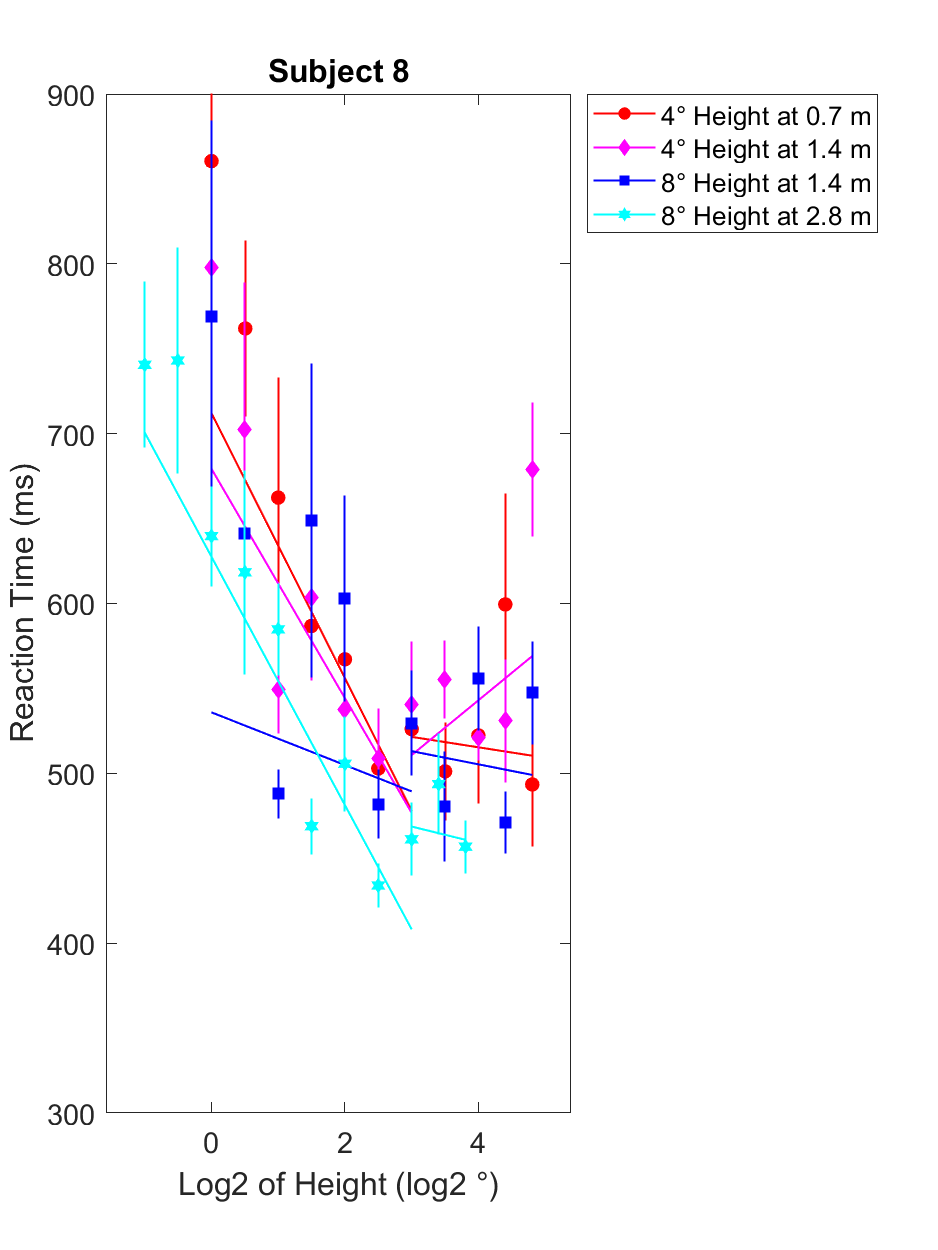 Subject 8
900
800
700
600
500
400
300
Reaction Time (ms)
0 2 4
Log2 of Height (log2 °)
4° Height at 0.7 m
4° Height at 1.4 m
8° Height at 1.4 m
8° Height at 2.8 m